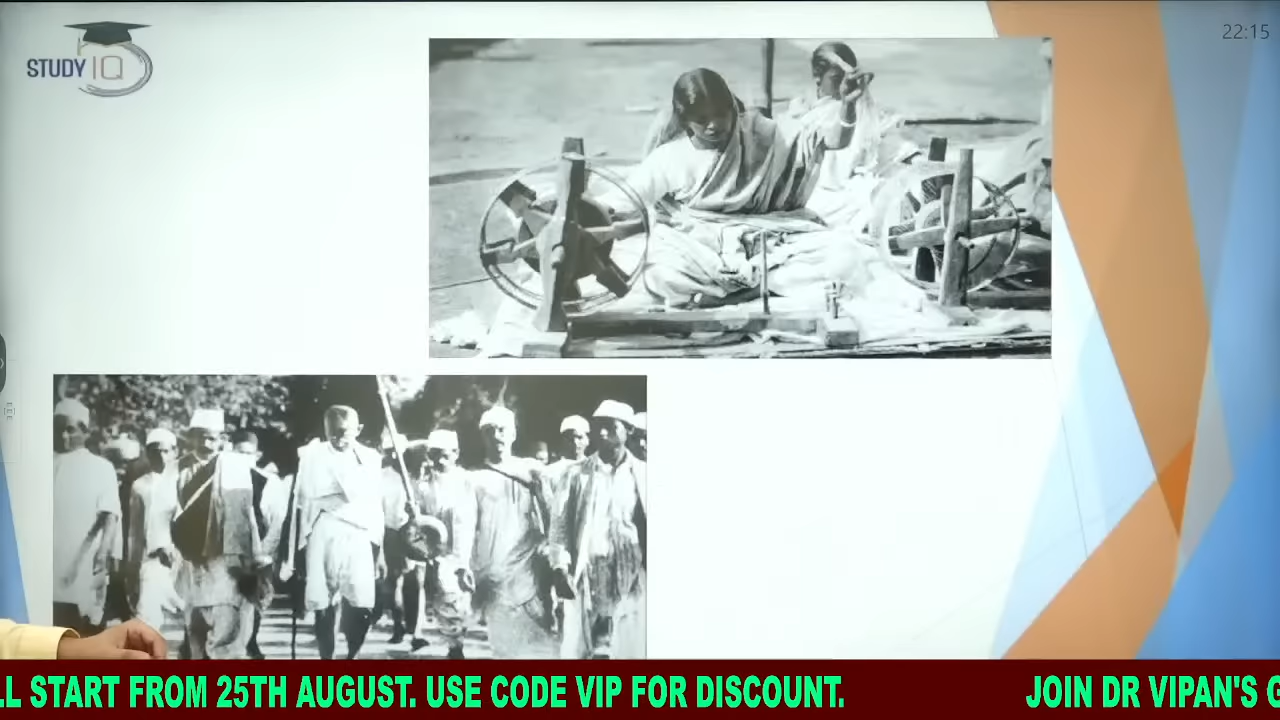 STUDY IQ
22:15
LL START FROM 25TH AUGUST. USE CODE VIP FOR DISCOUNT.
JOIN DR VIPAN'S